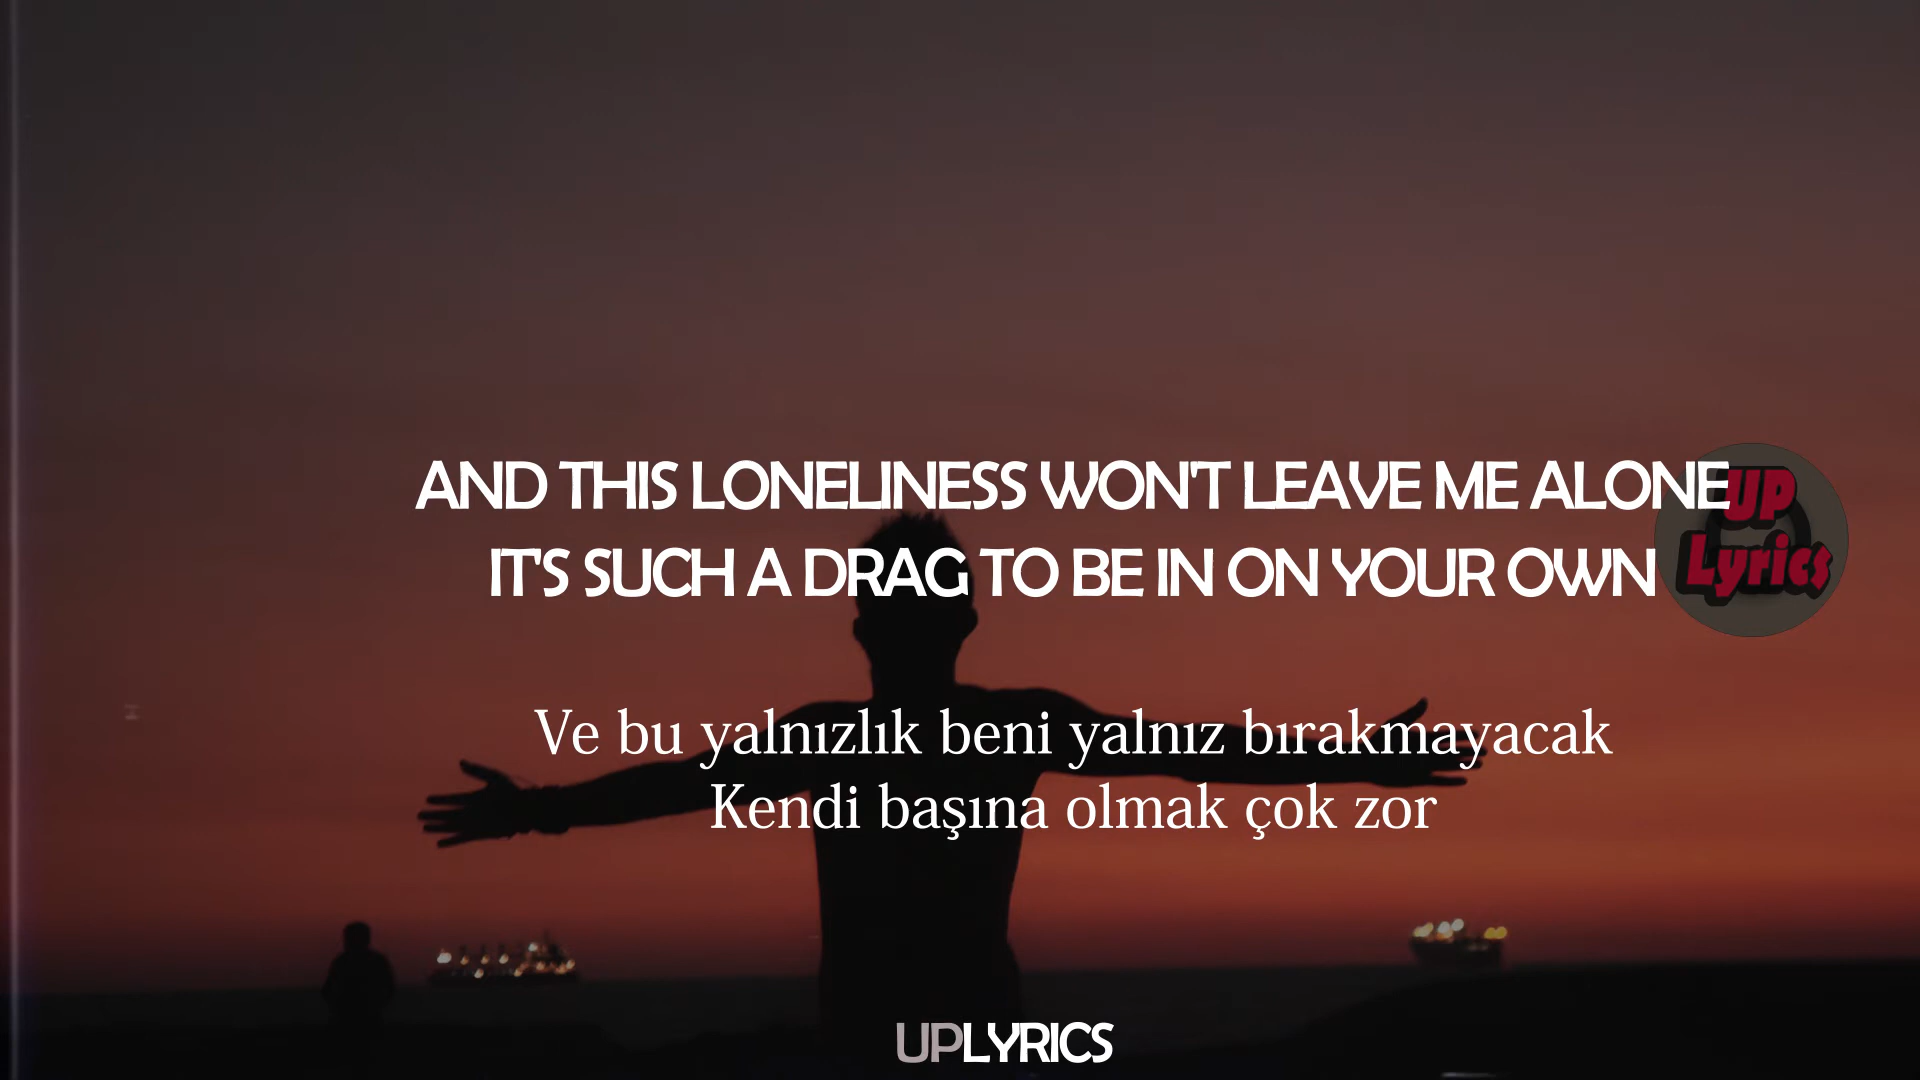 AND THIS LONELINESS WON'T LEAVE ME ALONE
IT'S SUCH A DRAG TO BE IN ON YOUR OWN
UP
Lyrics
Ve bu yalnızlık beni yalnız bırakmayacak
Kendi başına olmak çok zor
UPLYRICS